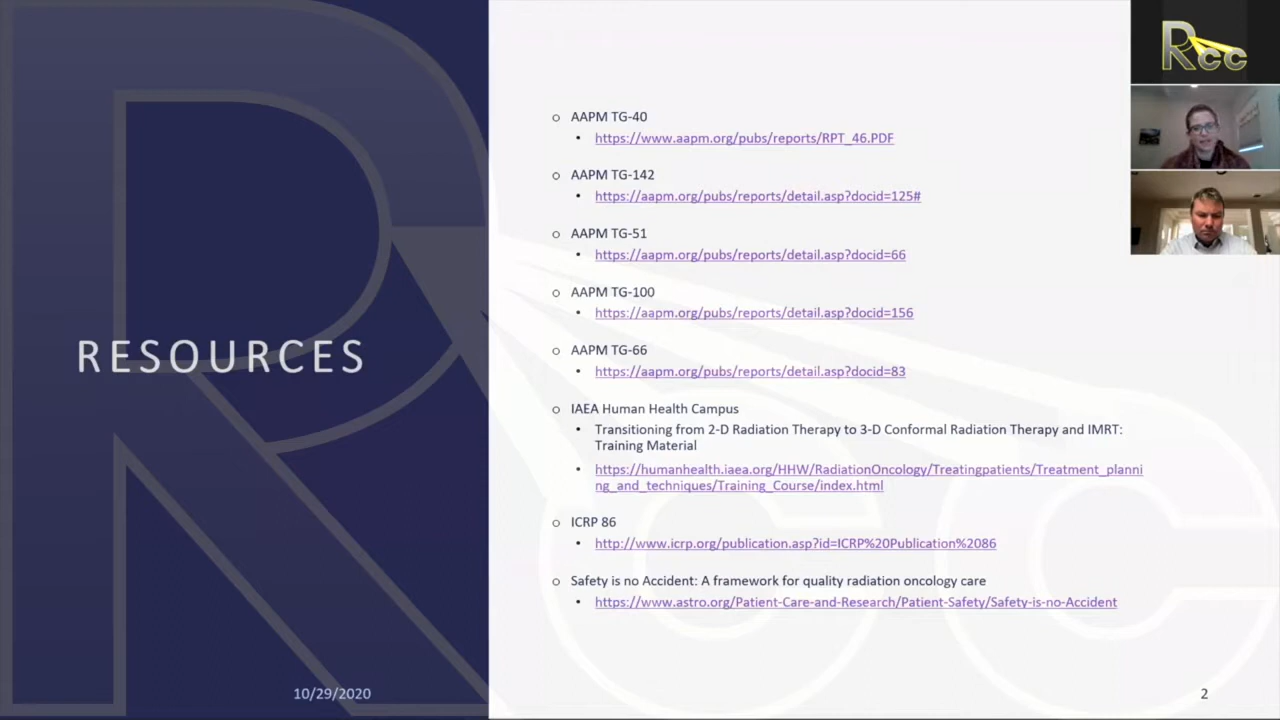 Rcc
RESOURCES
○ AAPM TG-40
• https://www.aapm.org/pubs/reports/RPT_46.PDF
○ AAPM TG-142
• https://aapm.org/pubs/reports/detail.asp?docid=125#
○ AAPM TG-51
• https://aapm.org/pubs/reports/detail.asp?docid=66
○ AAPM TG-100
• https://aapm.org/pubs/reports/detail.asp?docid=156
○ AAPM TG-66
• https://aapm.org/pubs/reports/detail.asp?docid=83
○ IAEA Human Health Campus
• Transitioning from 2-D Radiation Therapy to 3-D Conformal Radiation Therapy and IMRT:
Training Material
• https://humanhealth.iaea.org/HHW/RadiationOncology/Treatingpatients/Treatment_planni
ng_and_techniques/Training_Course/index.html
○ ICRP 86
• http://www.icrp.org/publication.asp?id=ICRP%20Publication%2086
○ Safety is no Accident: A framework for quality radiation oncology care
• https://www.astro.org/Patient-Care-and-Research/Patient-Safety/Safety-is-no-Accident
10/29/2020
2